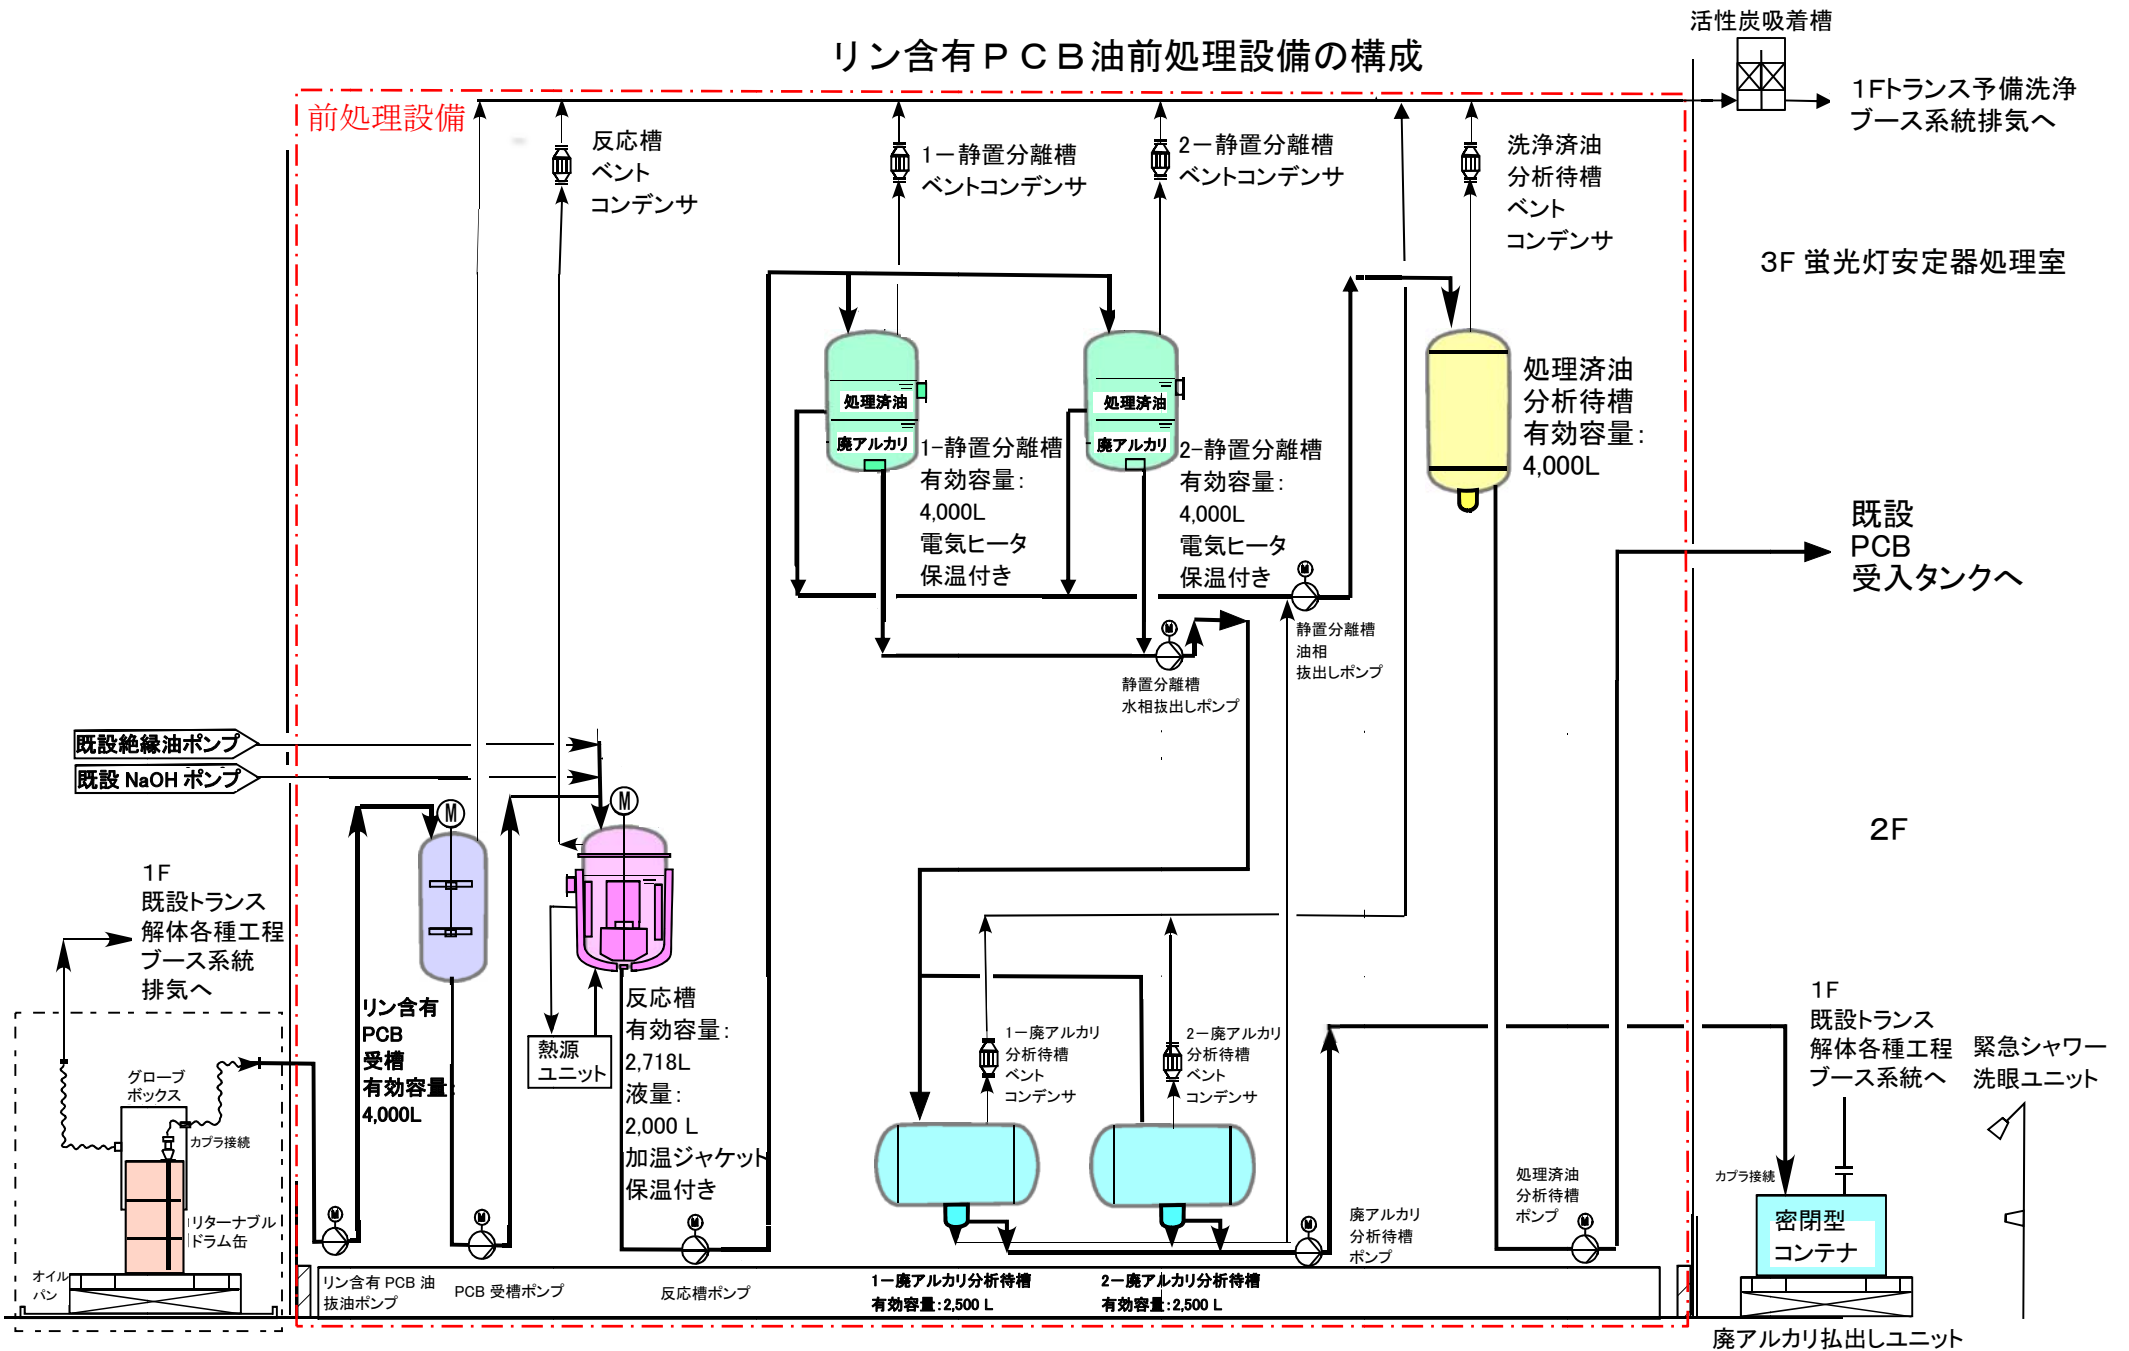 活性炭吸着槽
リン含有PCB油前処理設備の構成
1Fトランス予備洗浄
ブース系統排気へ
前処理設備
反応槽
ベント
コンデンサ
1ー静置分離槽
ベントコンデンサ
2ー静置分離槽
ベントコンデンサ
洗浄済油
分析待槽
ベント
コンデンサ
3F 蛍光灯安定器処理室
処理済油
廃アルカリ
処理済油
廃アルカリ
1-静置分離槽
有効容量:
4,000L
電気ヒータ
保温付き
2-静置分離槽
有効容量:
4,000L
電気ヒータ
保温付き
処理済油
分析待槽
有効容量:
4,000L
既設
PCB
受入タンクへ
M
静置分離槽
油相
抜出しポンプ
M
静置分離槽
水相抜出しポンプ
既設絶縁油ポンプ
既設 NaOH ポンプ
M
M
2F
1F
既設トランス
解体各種工程
ブース系統
排気へ
リン含有
PCB
受槽
有効容量:
4,000L
熱源
ユニット
反応槽
有効容量:
2,718L
液量:
2,000 L
加温ジャケット
保温付き
1ー廃アルカリ
分析待槽
ベント
コンデンサ
2ー廃アルカリ
分析待槽
ベント
コンデンサ
1F
既設トランス
解体各種工程
ブース系統へ
緊急シャワー
洗眼ユニット
グローブ
ボックス
カプラ接続
リターナブル
ドラム缶
オイル
パン
M
M
M
M
M
廃アルカリ
分析待槽
ポンプ
処理済油
分析待槽
ポンプ
カプラ接続
密閉型
コンテナ
リン含有 PCB 油
抜油ポンプ
PCB 受槽ポンプ
反応槽ポンプ
1ー廃アルカリ分析待槽
有効容量:2,500 L
2ー廃アルカリ分析待槽
有効容量:2,500 L
廃アルカリ払出しユニット